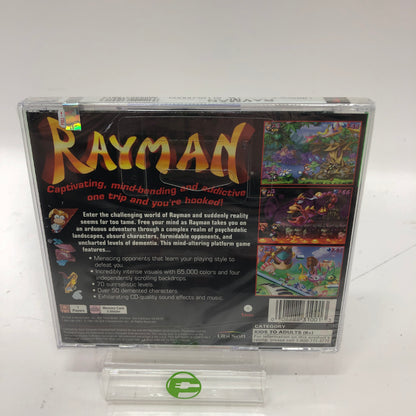 RAYMAN
Captivating, mind-bending and addictive
one trip and you're hooked!
Enter the challenging world of Rayman and suddenly reality
seems far too tame. Free your mind as Rayman takes you on
an arduous adventure through a complex realm of psychedelic
landscapes, absurd characters, formidable opponents, and
uncharted levels of dementia. This mind-altering platform game
features...
• Menacing opponents that learn your playing style to
defeat you.
• Incredibly intense visuals with 65,000 colors and four
independently scrolling backdrops.
• 70 surrealistic levels
• Over 50 demented characters.
• Exhilarating CD-quality sound effects and music.
Ubi Soft
CATEGORY
KIDS TO ADULTS (6+)